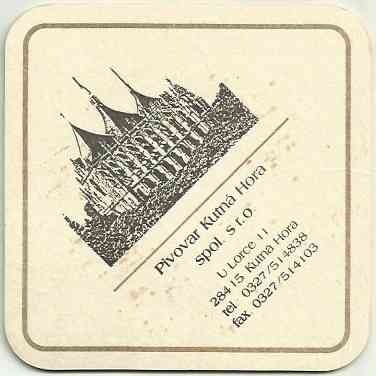 Pivovar Kutná Hora
spol. s r.o.
U Lorce 11
284 15 Kutná Hora
tel 0327/514838
fax 0327/514103